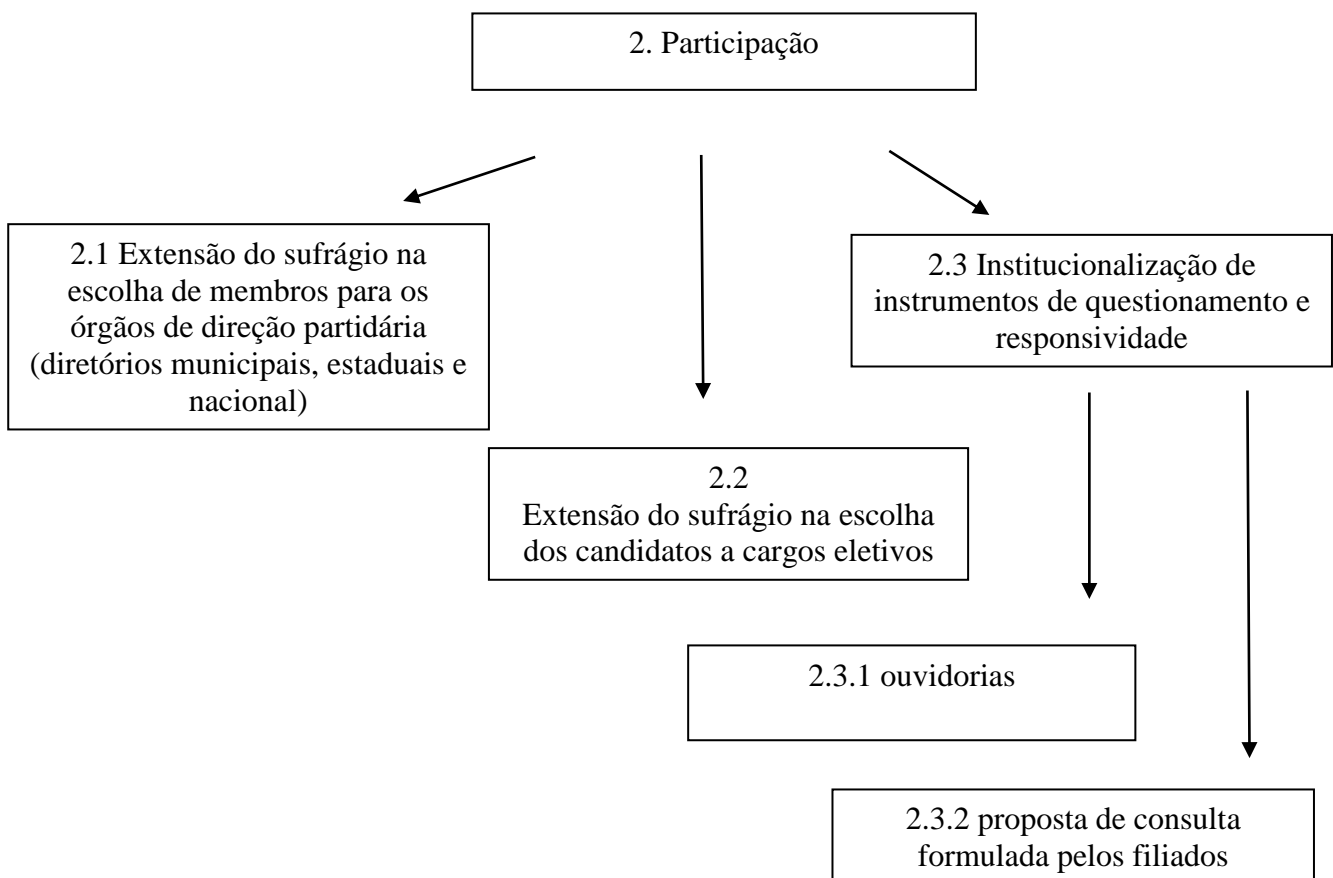 2. Participação
2.1 Extensão do sufrágio na
escolha de membros para os
órgãos de direção partidária
(diretórios municipais, estaduais e
nacional)
2.3 Institucionalização de
instrumentos de questionamento e
responsividade
2.2
Extensão do sufrágio na escolha
dos candidatos a cargos eletivos
2.3.1 ouvidorias
2.3.2 proposta de consulta
formulada pelos filiados